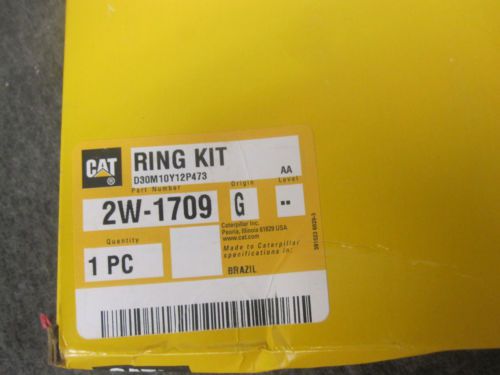 CAT
RING KIT
D30M10Y12P473
AA
Part Number
Origin
Level
2W-1709
G
--
Caterpillar Inc.
Peoria, Illinois 61629 USA
www.cat.com
Quantity
1 PC
Made to Caterpillar
specifications in:
BRAZIL